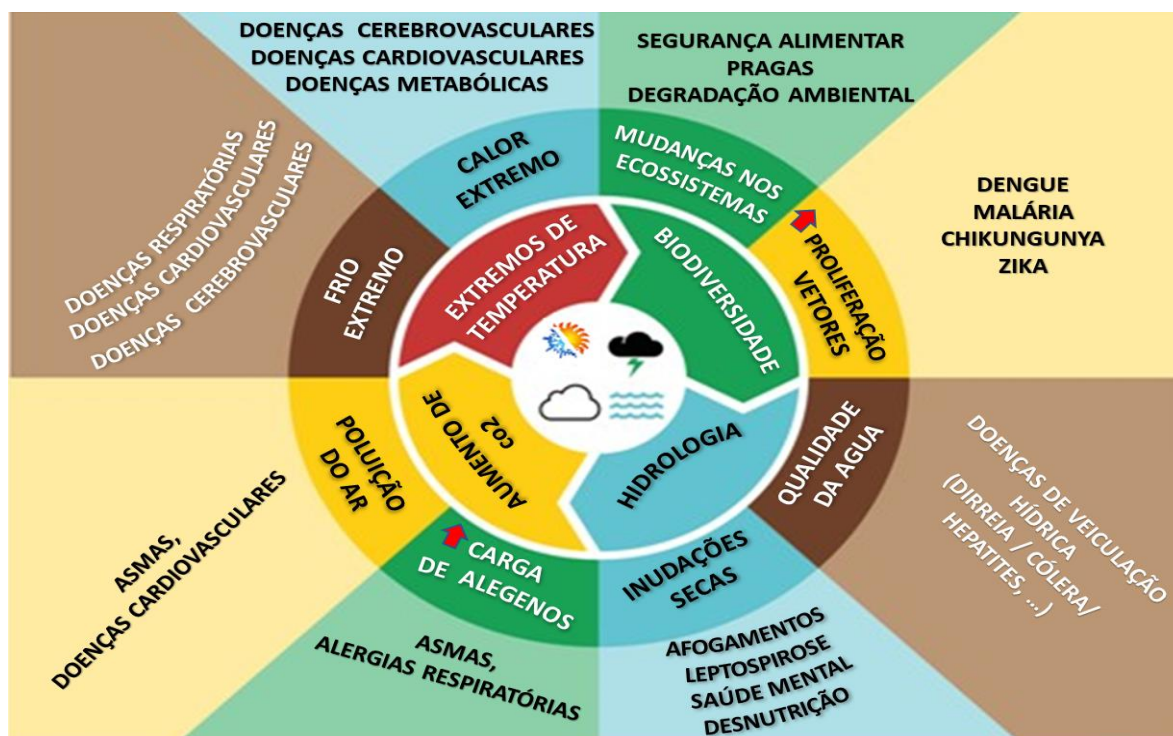 DOENÇAS CEREBROVASCULARES
DOENÇAS CARDIOVASCULARES
DOENÇAS METABÓLICAS
SEGURANÇA ALIMENTAR
PRAGAS
DEGRADAÇÃO AMBIENTAL
DOENÇAS RESPIRATÓRIAS
DOENÇAS CARDIOVASCULARES
DOENÇAS CEREBROVASCULARES
CALOR
EXTREMO
MUDANÇAS NOS
ECOSSISTEMAS
DENGUE
MALÁRIA
CHIKUNGUNYA
ZIKA
FRIO
EXTREMO
EXTREMOS DE
TEMPERATURA
BIODIVERSIDADE
PROLIFERAÇÃO
VETORES
POLUIÇÃO
DO AR
AUMENTO DE
co2
HIDROLOGIA
QUALIDADE
DA AGUA
DOENÇAS DE VEICULAÇÃO
HÍDRICA
(DIRREIA / CÓLERA/
HEPATITES, ...)
ASMAS,
DOENÇAS CARDIOVASCULARES
CARGA
DE ALEGENOS
INUDAÇÕES
SECAS
ASMAS,
ALERGIAS RESPIRATÓRIAS
AFOGAMENTOS
LEPTOSPIROSE
SAÚDE MENTAL
DESNUTRIÇÃO